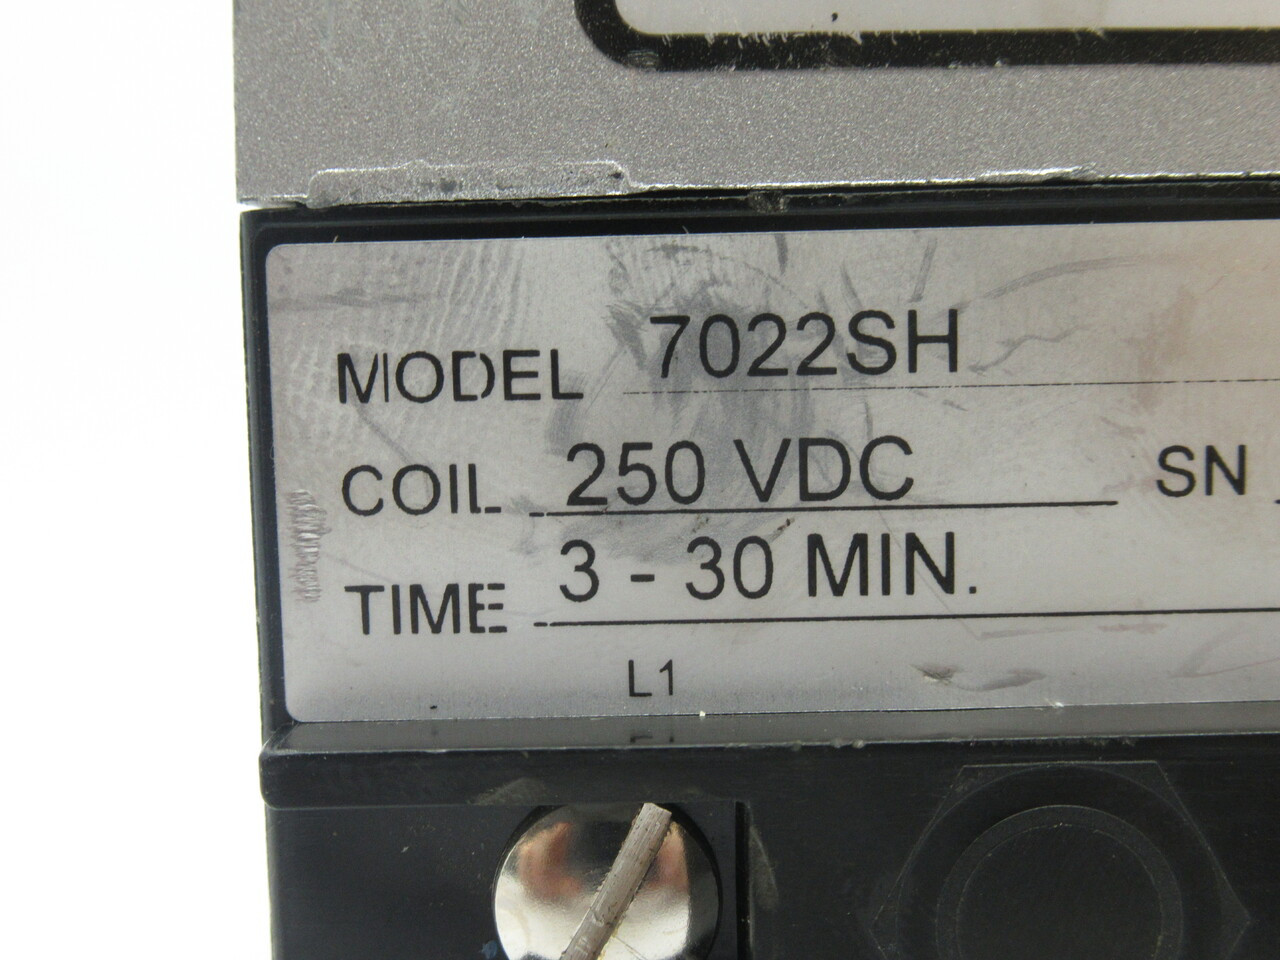 MODEL 7022SH
COIL 250 VDC SN
TIME 3 - 30 MIN.
L1